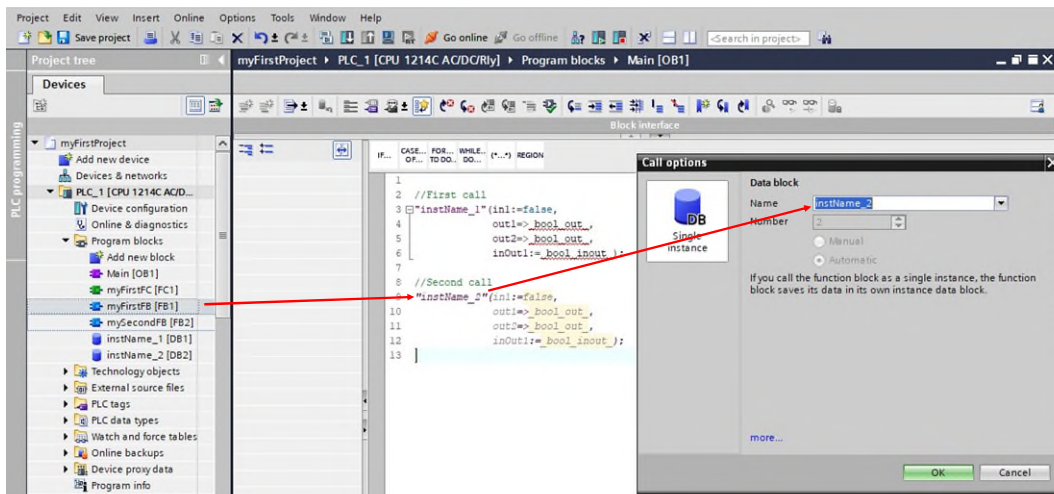 Project Edit View Insert Online Options Tools Window Help
Save project Go online Go offline <Search in project>
Project tree
myFirstProject ▸ PLC_1 [CPU 1214C AC/DC/Rly] ▸ Program blocks ▸ Main [OB1]
Devices
Block interface
PLC programming
myFirstProject
Add new device
Devices & networks
PLC_1 [CPU 1214C AC/D...
Device configuration
Online & diagnostics
Program blocks
Add new block
Main [OB1]
myFirstFC [FC1]
myFirstFB [FB1]
mySecondFB [FB2]
instName_1 [DB1]
instName_2 [DB2]
Technology objects
External source files
PLC tags
PLC data types
Watch and force tables
Online backups
Device proxy data
Program info
IF... CASE... OF... FOR... TO DO.. WHILE... DO... (*...*) REGION
1
2 //First call
3 "instName_1"(in1:=false,
4 out1=>_bool_out_,
5 out2=>_bool_out_,
6 inOut1:=_bool_inout_);
7
8 //Second call
9 "instName_2"(in1:=false,
10 out1=>_bool_out_,
11 out2=>_bool_out_,
12 inOut1:=_bool_inout_);
13
Call options
DB
Single
instance
Data block
Name instName_2
Number 2
Manual
Automatic
If you call the function block as a single instance, the function
block saves its data in its own instance data block.
more...
OK Cancel